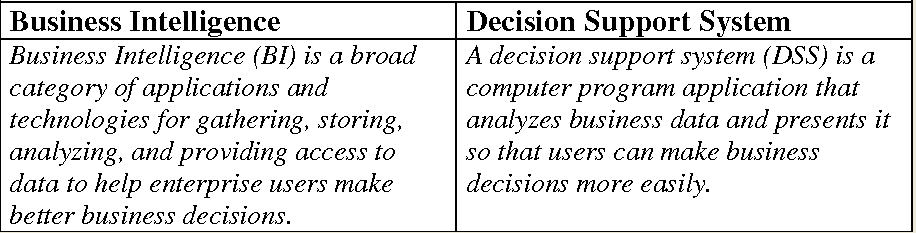 Business Intelligence
Business Intelligence (BI) is a broad
category of applications and
technologies for gathering, storing,
analyzing, and providing access to
data to help enterprise users make
better business decisions.
Decision Support System
A decision support system (DSS) is a
computer program application that
analyzes business data and presents it
so that users can make business
decisions more easily.